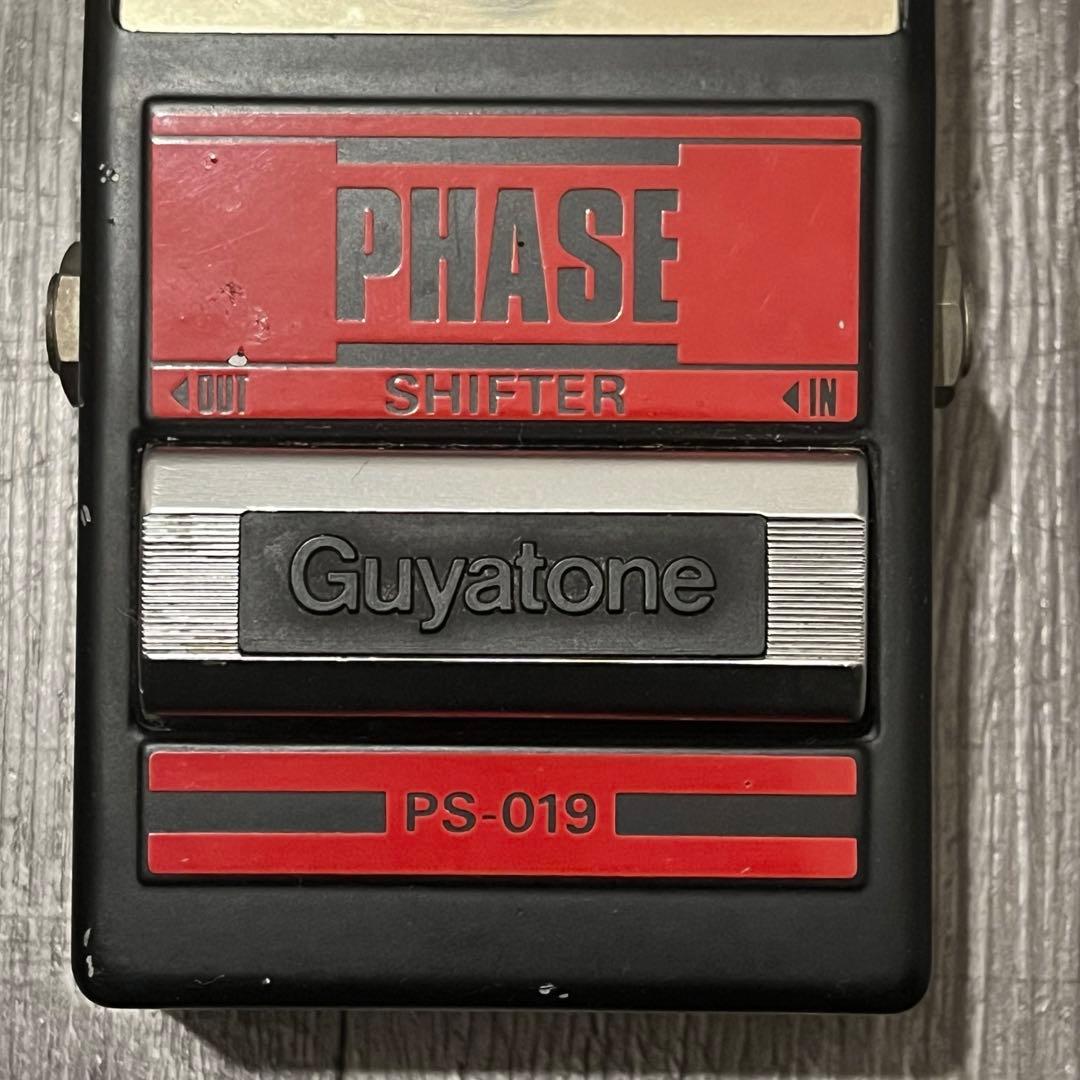 PHASE
◀OUT SHIFTER ◀IN
Guyatone
PS-019